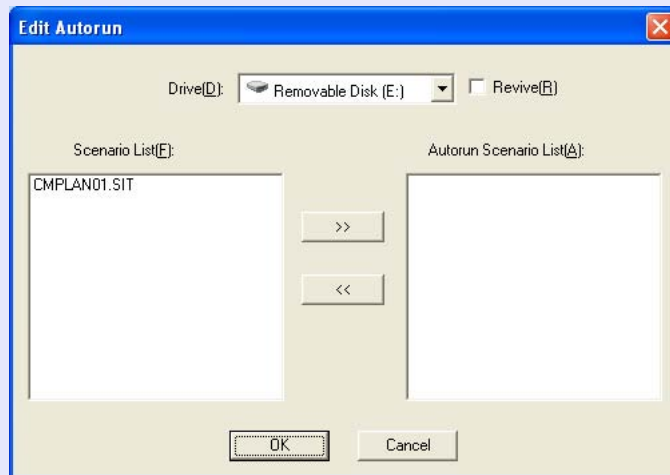 Edit Autorun
Drive(D): Removable Disk (E:) Revive(R)
Scenario List(F): Autorun Scenario List(A):
CMPLAN01.SIT
>>
<<
OK Cancel